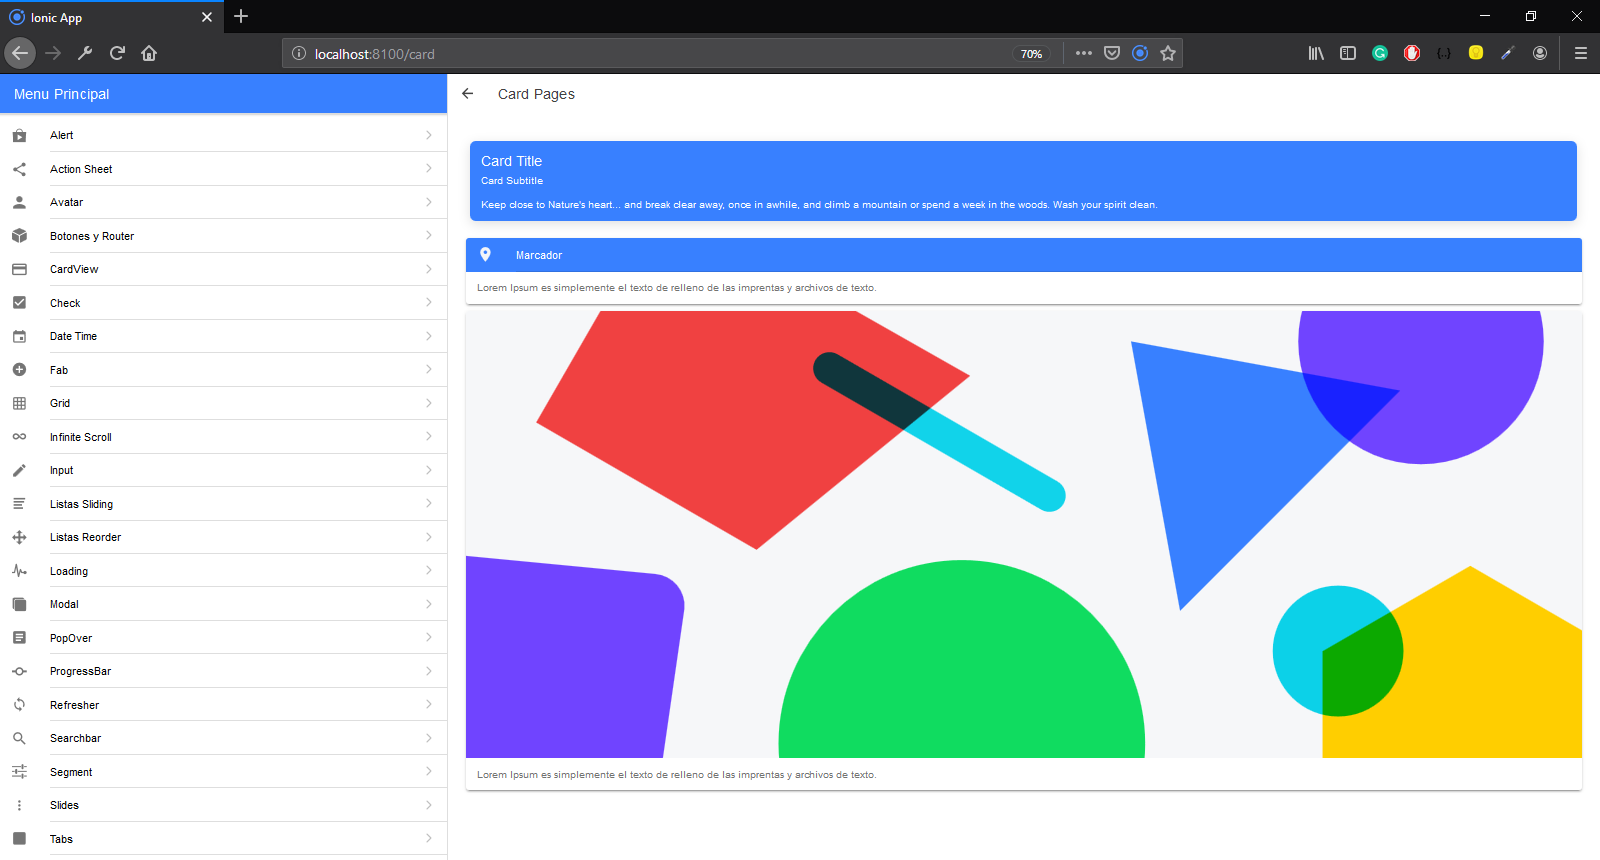 Ionic App
localhost:8100/card
70%
Menu Principal
Alert
Action Sheet
Avatar
Botones y Router
CardView
Check
Date Time
Fab
Grid
Infinite Scroll
Input
Listas Sliding
Listas Reorder
Loading
Modal
PopOver
ProgressBar
Refresher
Searchbar
Segment
Slides
Tabs
Card Pages
Card Title
Card Subtitle
Keep close to Nature's heart... and break clear away, once in awhile, and climb a mountain or spend a week in the woods. Wash your spirit clean.
Marcador
Lorem Ipsum es simplemente el texto de relleno de las imprentas y archivos de texto.
Lorem Ipsum es simplemente el texto de relleno de las imprentas y archivos de texto.